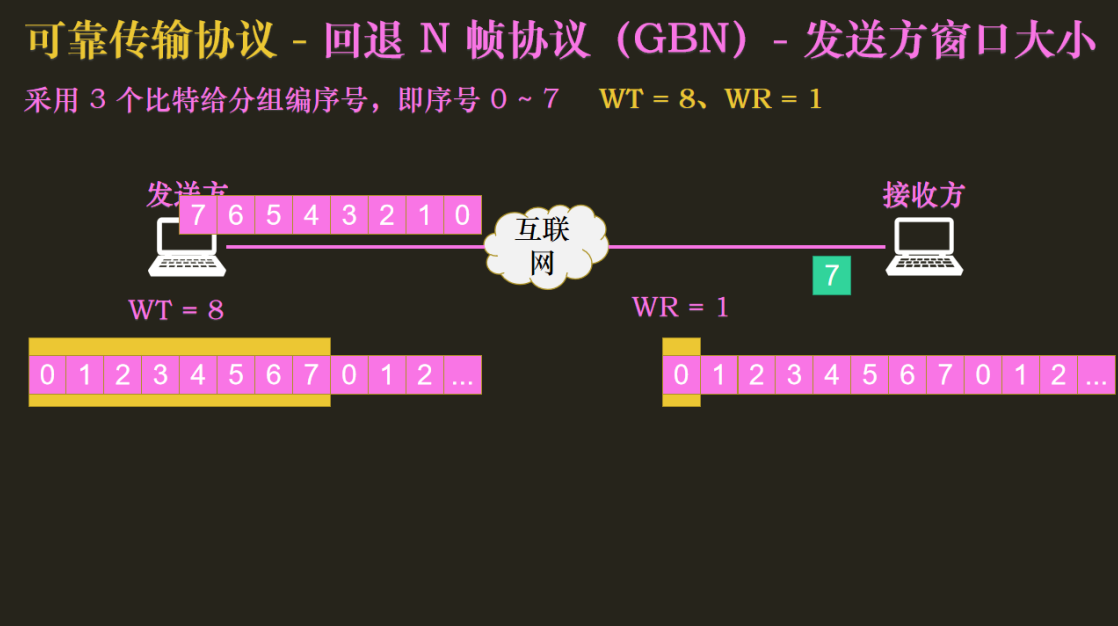 可靠传输协议 - 回退 N 帧协议（GBN）- 发送方窗口大小
采用 3 个比特给分组编序号，即序号 0 ~ 7 WT = 8、WR = 1
发送方
接收方
7 6 5 4 3 2 1 0
互联
网
7
WT = 8
WR = 1
0 1 2 3 4 5 6 7 0 1 2 ...
0 1 2 3 4 5 6 7 0 1 2 ...